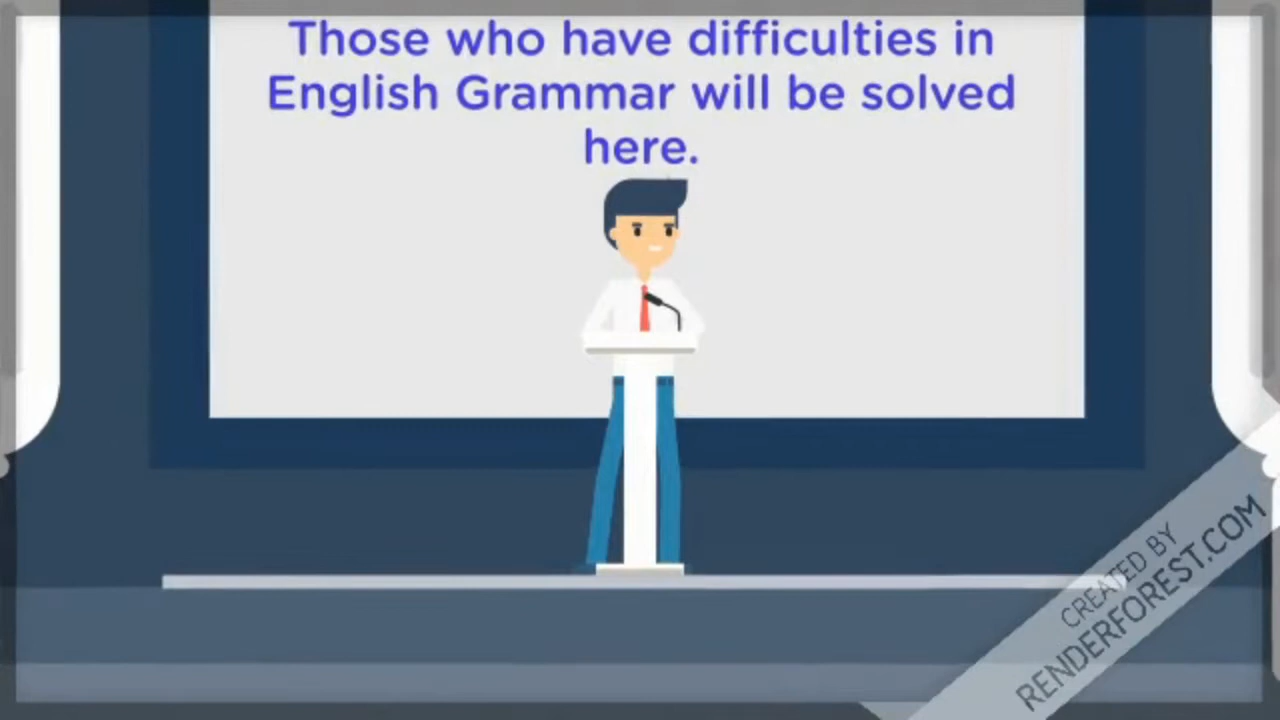 Those who have difficulties in
English Grammar will be solved
here.
CREATED BY
RENDERFOREST.COM